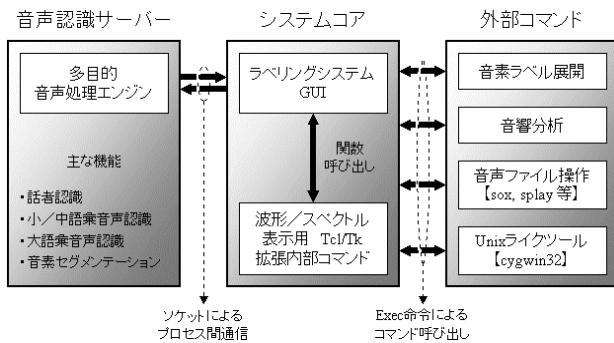 音声認識サーバー
多目的
音声処理エンジン
主な機能
・話者認識
・小／中語彙音声認識
・大語彙音声認識
・音素セグメンテーション
システムコア
ラベリングシステム
GUI
関数
呼び出し
波形／スペクトル
表示用　Tcl/Tk
拡張内部コマンド
外部コマンド
音素ラベル展開
音響分析
音声ファイル操作
【sox, splay 等】
Unixライクツール
【cygwin32】
ソケットによる
プロセス間通信
Exec命令による
コマンド呼び出し